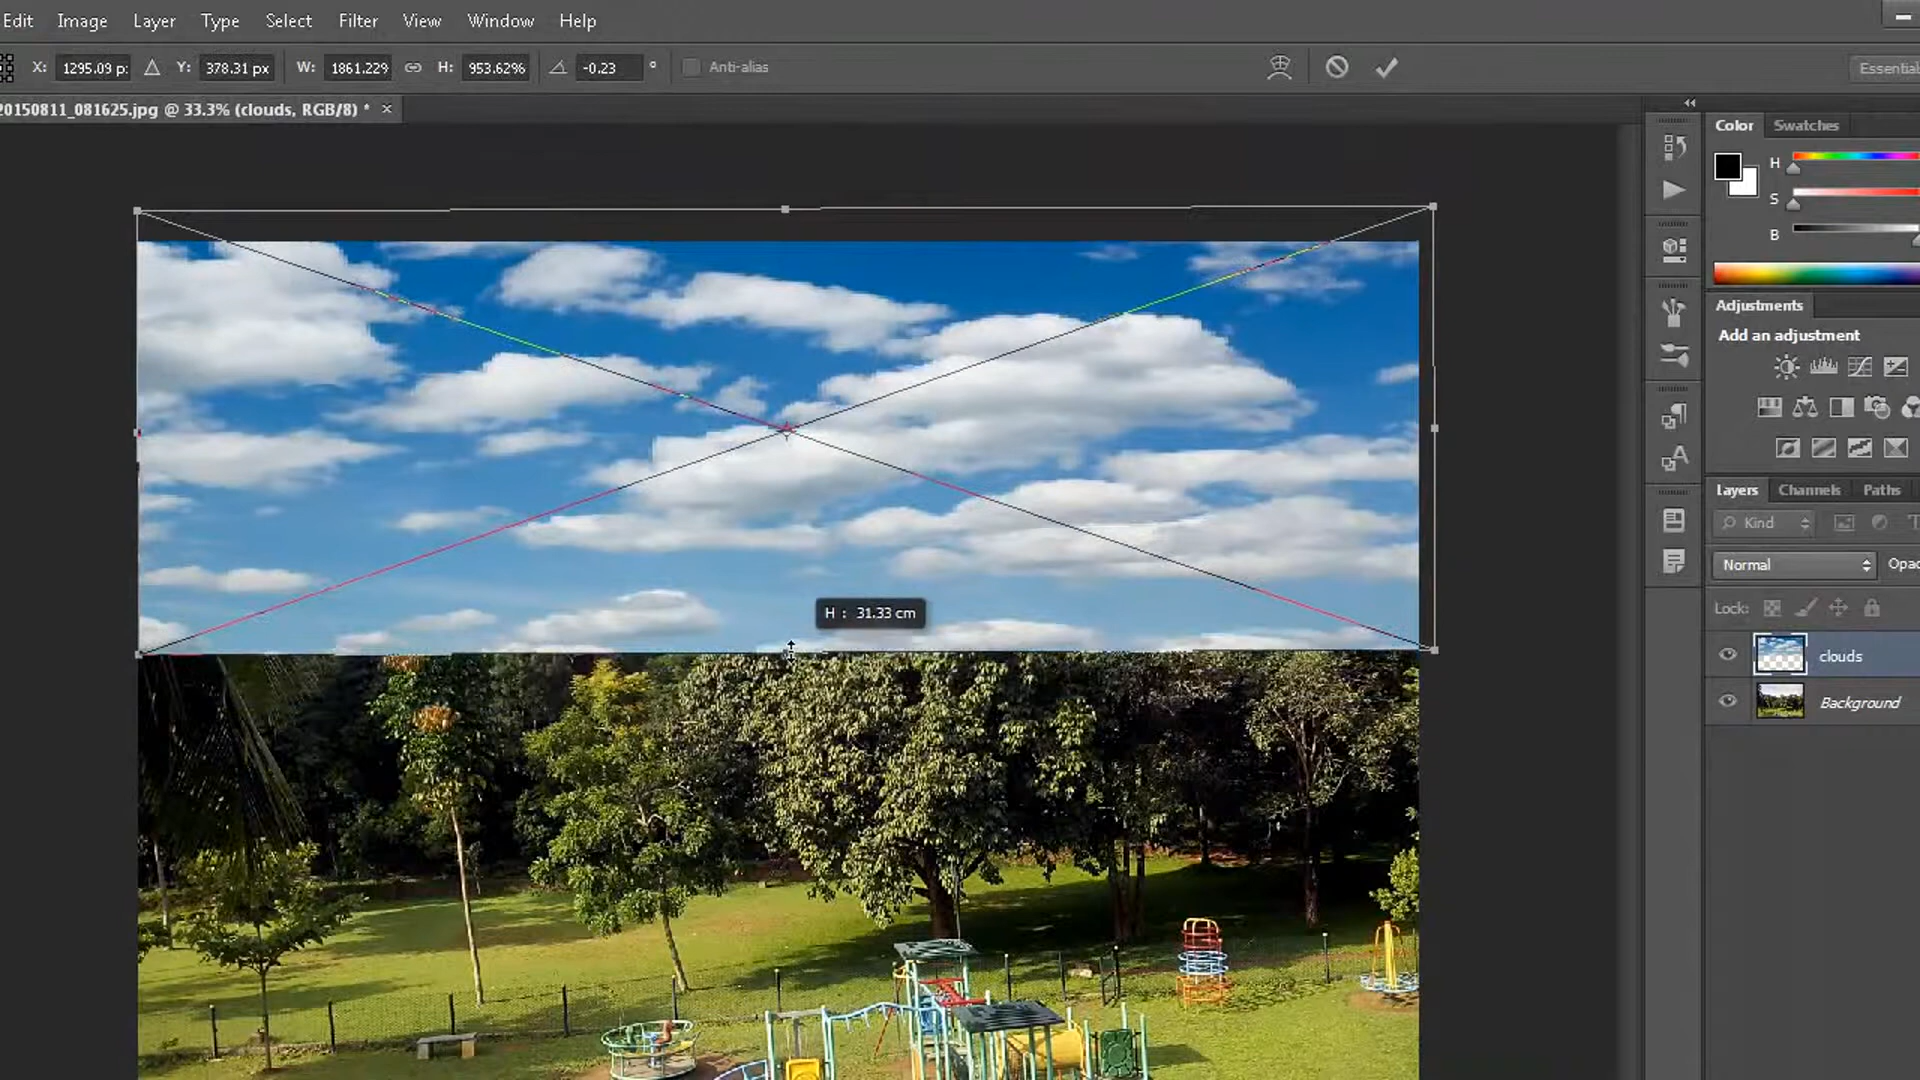 Edit Image Layer Type Select Filter View Window Help
X: 1295.09 p: Y: 378.31 px W: 1861.229 H: 953.62% -0.23 ° Anti-alias Essential
20150811_081625.jpg @ 33.3% (clouds, RGB/8) * ×
Color Swatches
H
S
B
Adjustments
Add an adjustment
Layers Channels Paths
Kind T
Normal Opac
Lock:
clouds
Background
H : 31.33 cm